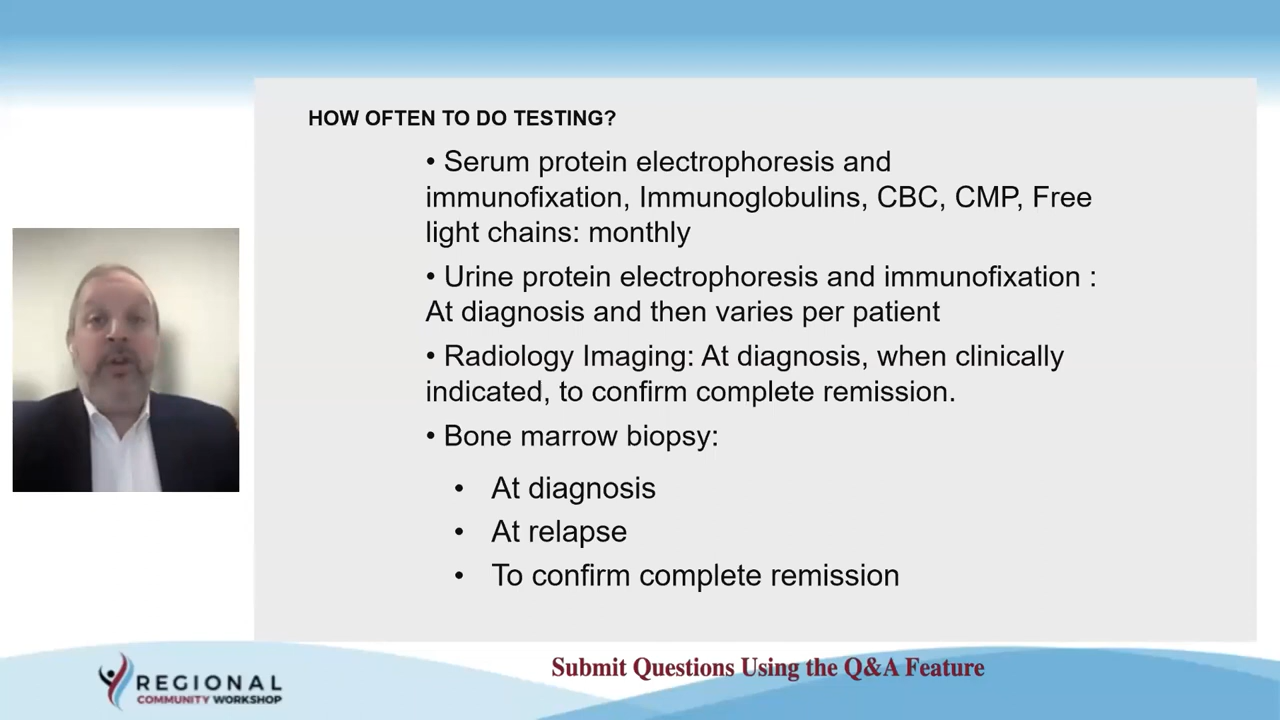 HOW OFTEN TO DO TESTING?
• Serum protein electrophoresis and
immunofixation, Immunoglobulins, CBC, CMP, Free
light chains: monthly
• Urine protein electrophoresis and immunofixation :
At diagnosis and then varies per patient
• Radiology Imaging: At diagnosis, when clinically
indicated, to confirm complete remission.
• Bone marrow biopsy:
• At diagnosis
• At relapse
• To confirm complete remission
Submit Questions Using the Q&A Feature
REGIONAL
COMMUNITY WORKSHOP